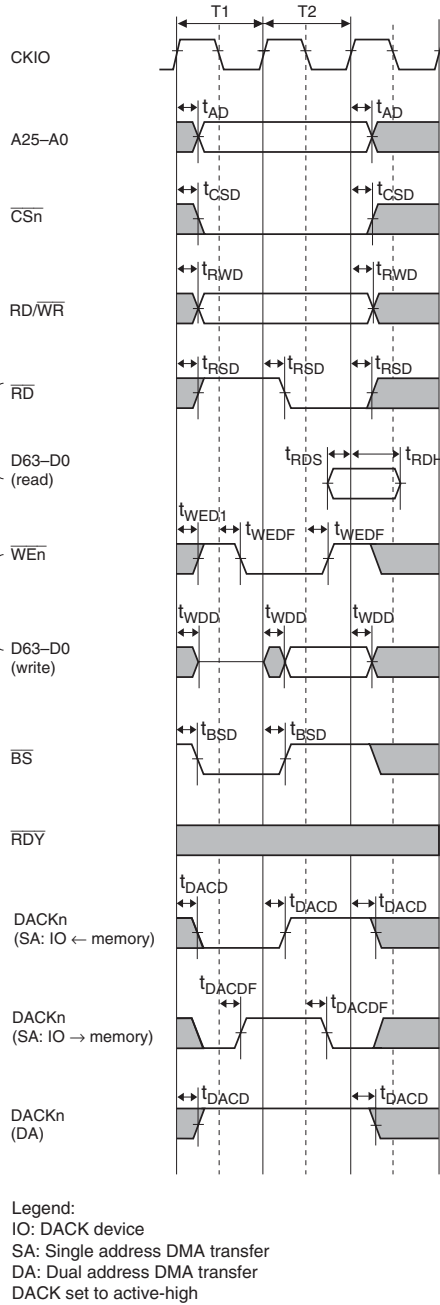 T1 T2
CKIO
tAD tAD
A25–A0
tCSD tCSD
CSn
tRWD tRWD
RD/WR
tRSD tRSD tRSD
RD
D63–D0
(read)
tRDS tRDH
tWED1 tWEDF tWEDF
WEn
tWDD tWDD tWDD
D63–D0
(write)
tBSD tBSD
BS
RDY
tDACD tDACD tDACD
DACKn
(SA: IO ← memory)
tDACDF tDACDF
DACKn
(SA: IO → memory)
tDACD tDACD
DACKn
(DA)
Legend:
IO: DACK device
SA: Single address DMA transfer
DA: Dual address DMA transfer
DACK set to active-high